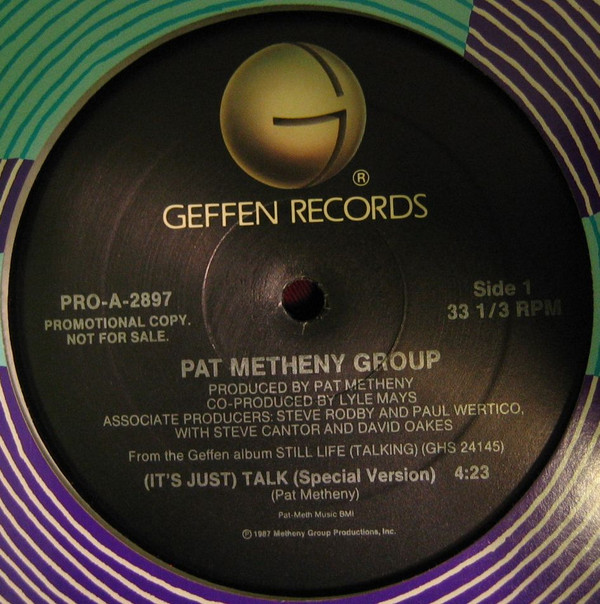 G
®
GEFFEN RECORDS
PRO-A-2897
PROMOTIONAL COPY.
NOT FOR SALE.
Side 1
33 1/3 RPM
PAT METHENY GROUP
PRODUCED BY PAT METHENY
CO-PRODUCED BY LYLE MAYS
ASSOCIATE PRODUCERS: STEVE RODBY AND PAUL WERTICO,
WITH STEVE CANTOR AND DAVID OAKES
From the Geffen album STILL LIFE (TALKING) (GHS 24145)
(IT'S JUST) TALK (Special Version) 4:23
(Pat Metheny)
Pat-Meth Music BMI
℗ 1987 Metheny Group Productions, Inc.